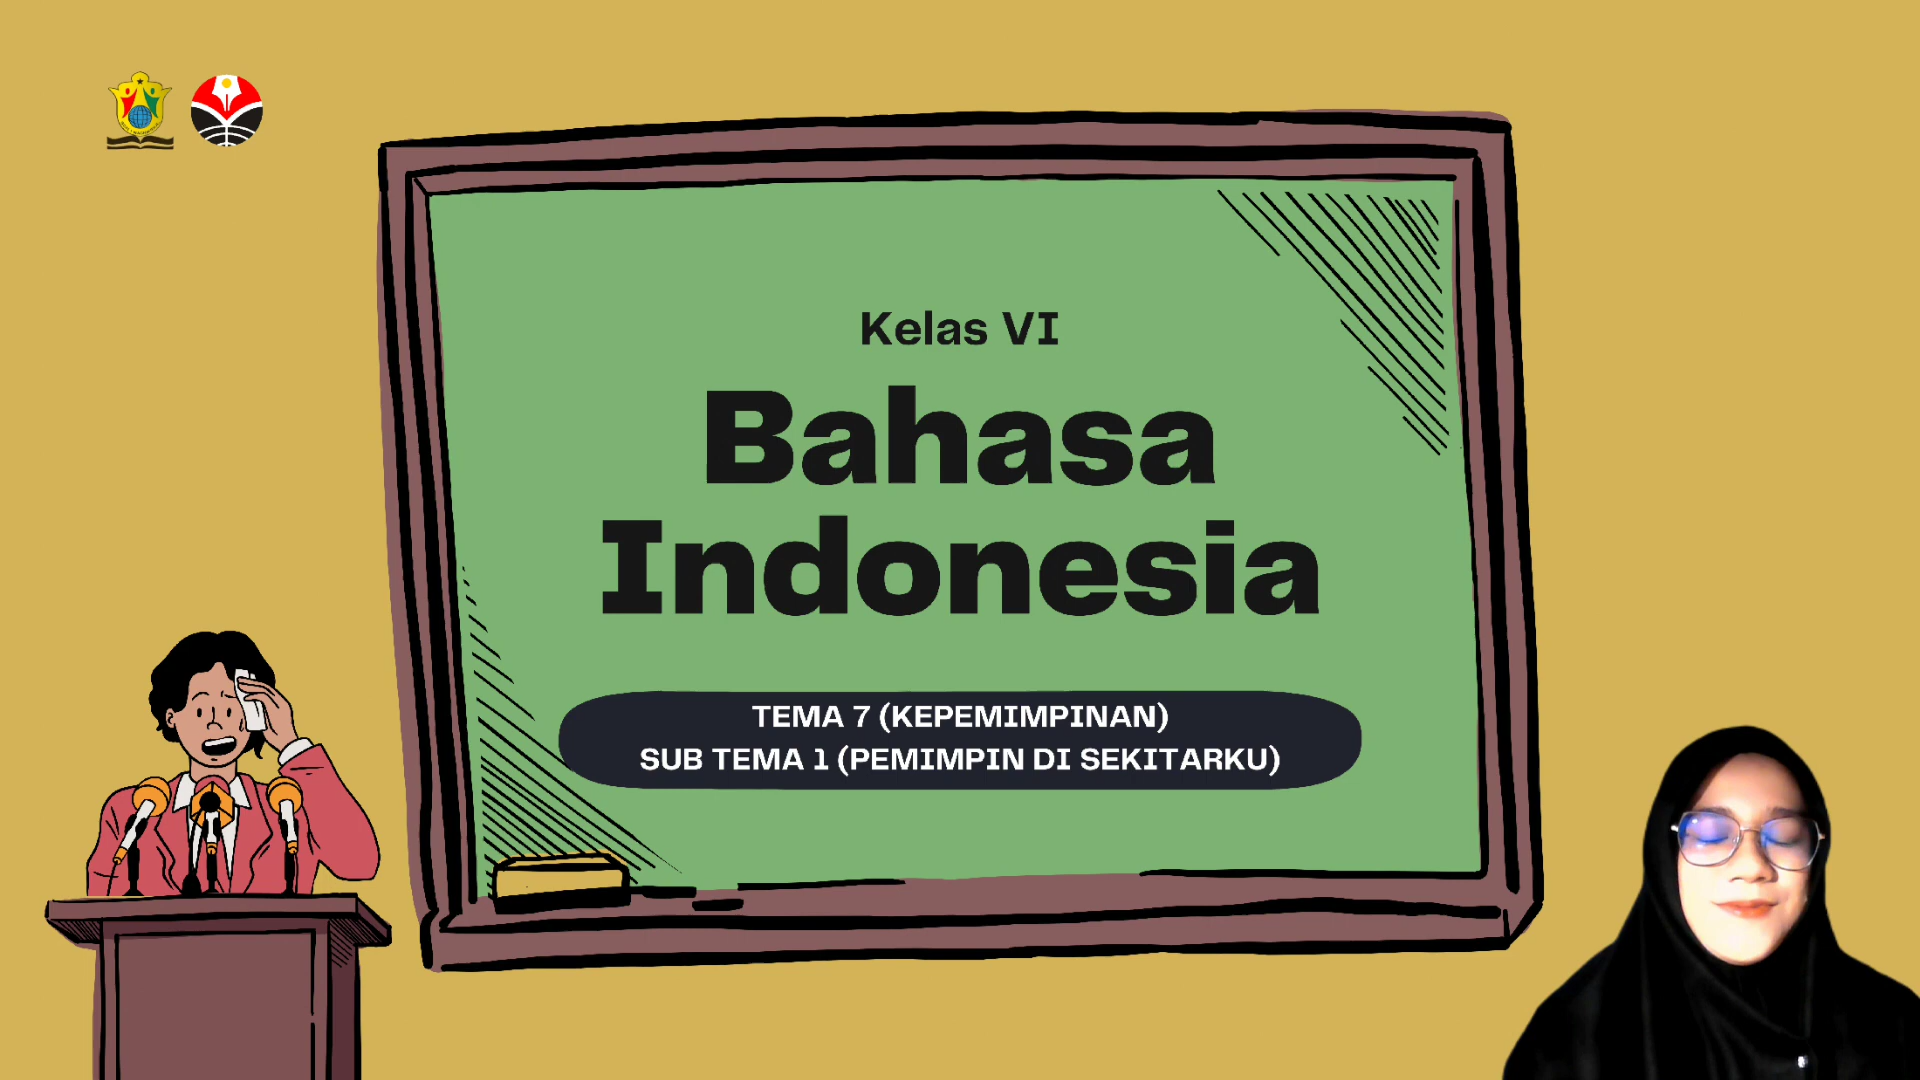 Kelas VI
Bahasa
Indonesia
TEMA 7 (KEPEMIMPINAN)
SUB TEMA 1 (PEMIMPIN DI SEKITARKU)